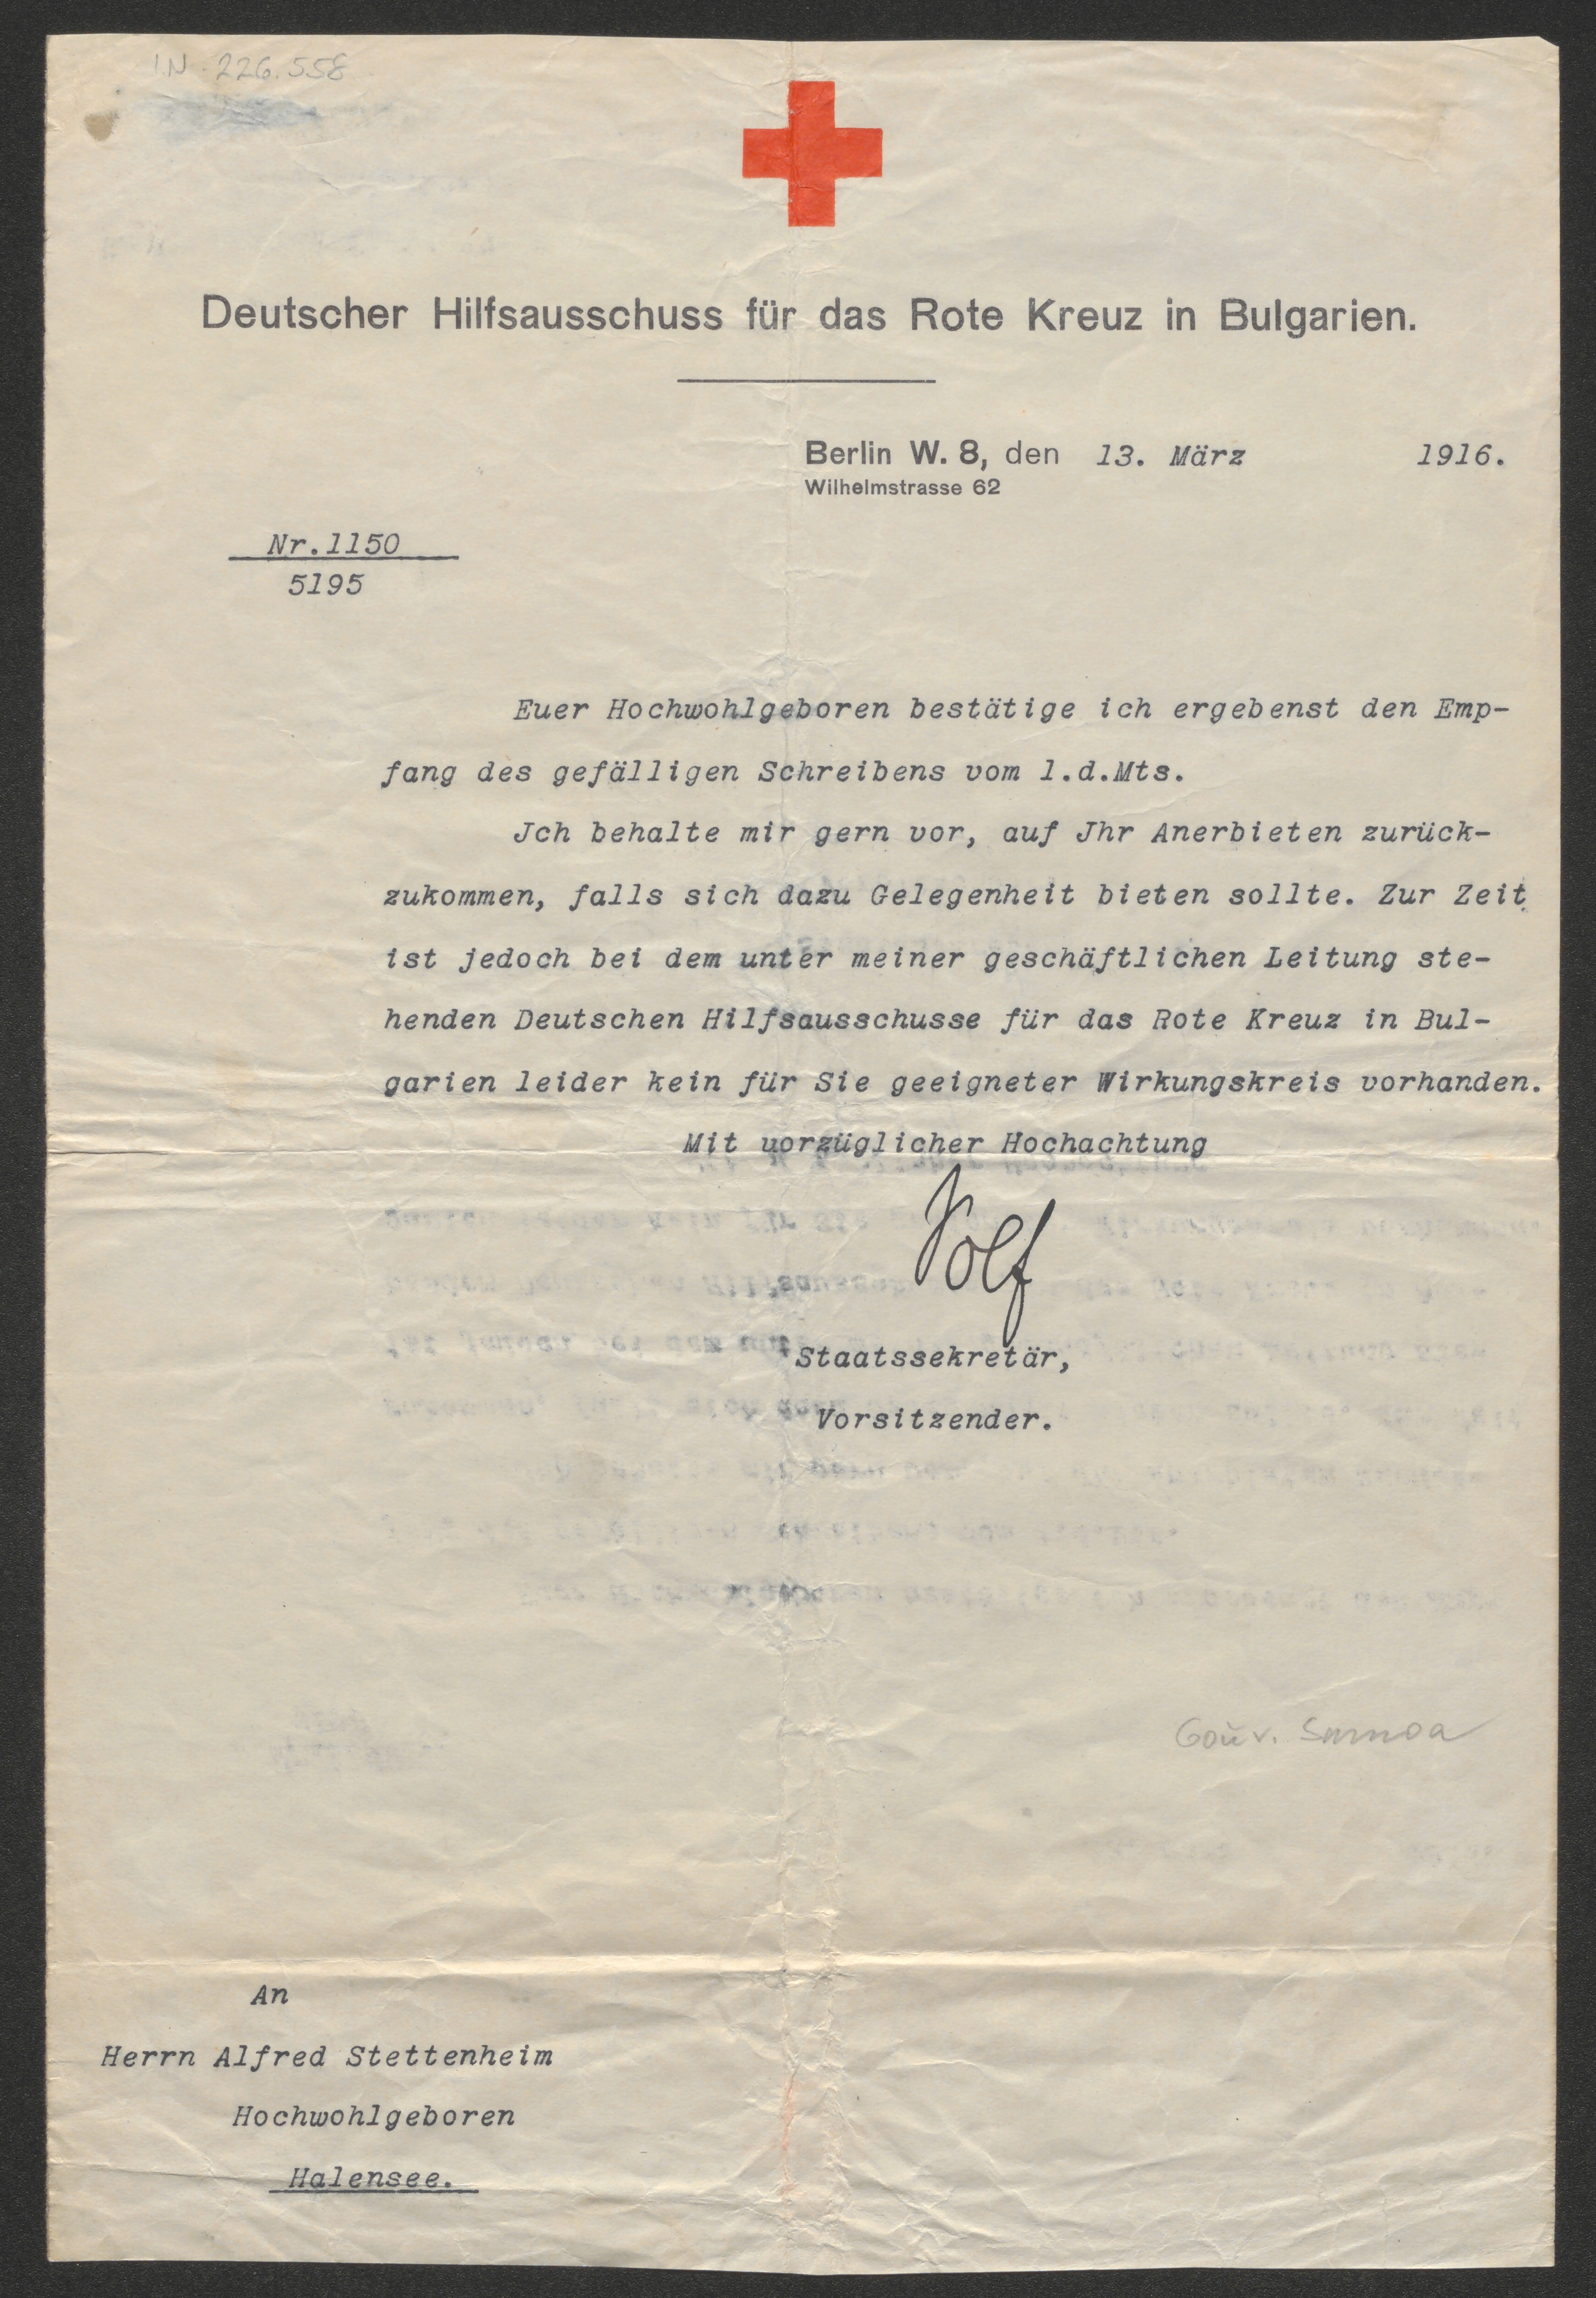 I.N. 226.558
Deutscher Hilfsausschuss für das Rote Kreuz in Bulgarien.
Berlin W. 8, den 13. März 1916.
Wilhelmstrasse 62
Nr.1150
5195
Euer Hochwohlgeboren bestätige ich ergebenst den Emp-
fang des gefälligen Schreibens vom 1.d.Mts.
Jch behalte mir gern vor, auf Jhr Anerbieten zurück-
zukommen, falls sich dazu Gelegenheit bieten sollte. Zur Zeit
ist jedoch bei dem unter meiner geschäftlichen Leitung ste-
henden Deutschen Hilfsausschusse für das Rote Kreuz in Bul-
garien leider kein für Sie geeigneter Wirkungskreis vorhanden.
Mit vorzüglicher Hochachtung
Solf
Staatssekretär,
Vorsitzender.
Gouv. Samoa
An
Herrn Alfred Stettenheim
Hochwohlgeboren
Halensee.